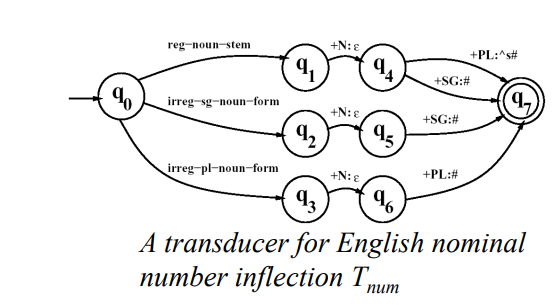 reg–noun–stem
+N:ε
+PL:^s#
q1
q4
+SG:#
q0
q7
irreg–sg–noun–form
+N:ε
+SG:#
q2
q5
irreg–pl–noun–form
+N:ε
+PL:#
q3
q6
A transducer for English nominal
number inflection Tnum